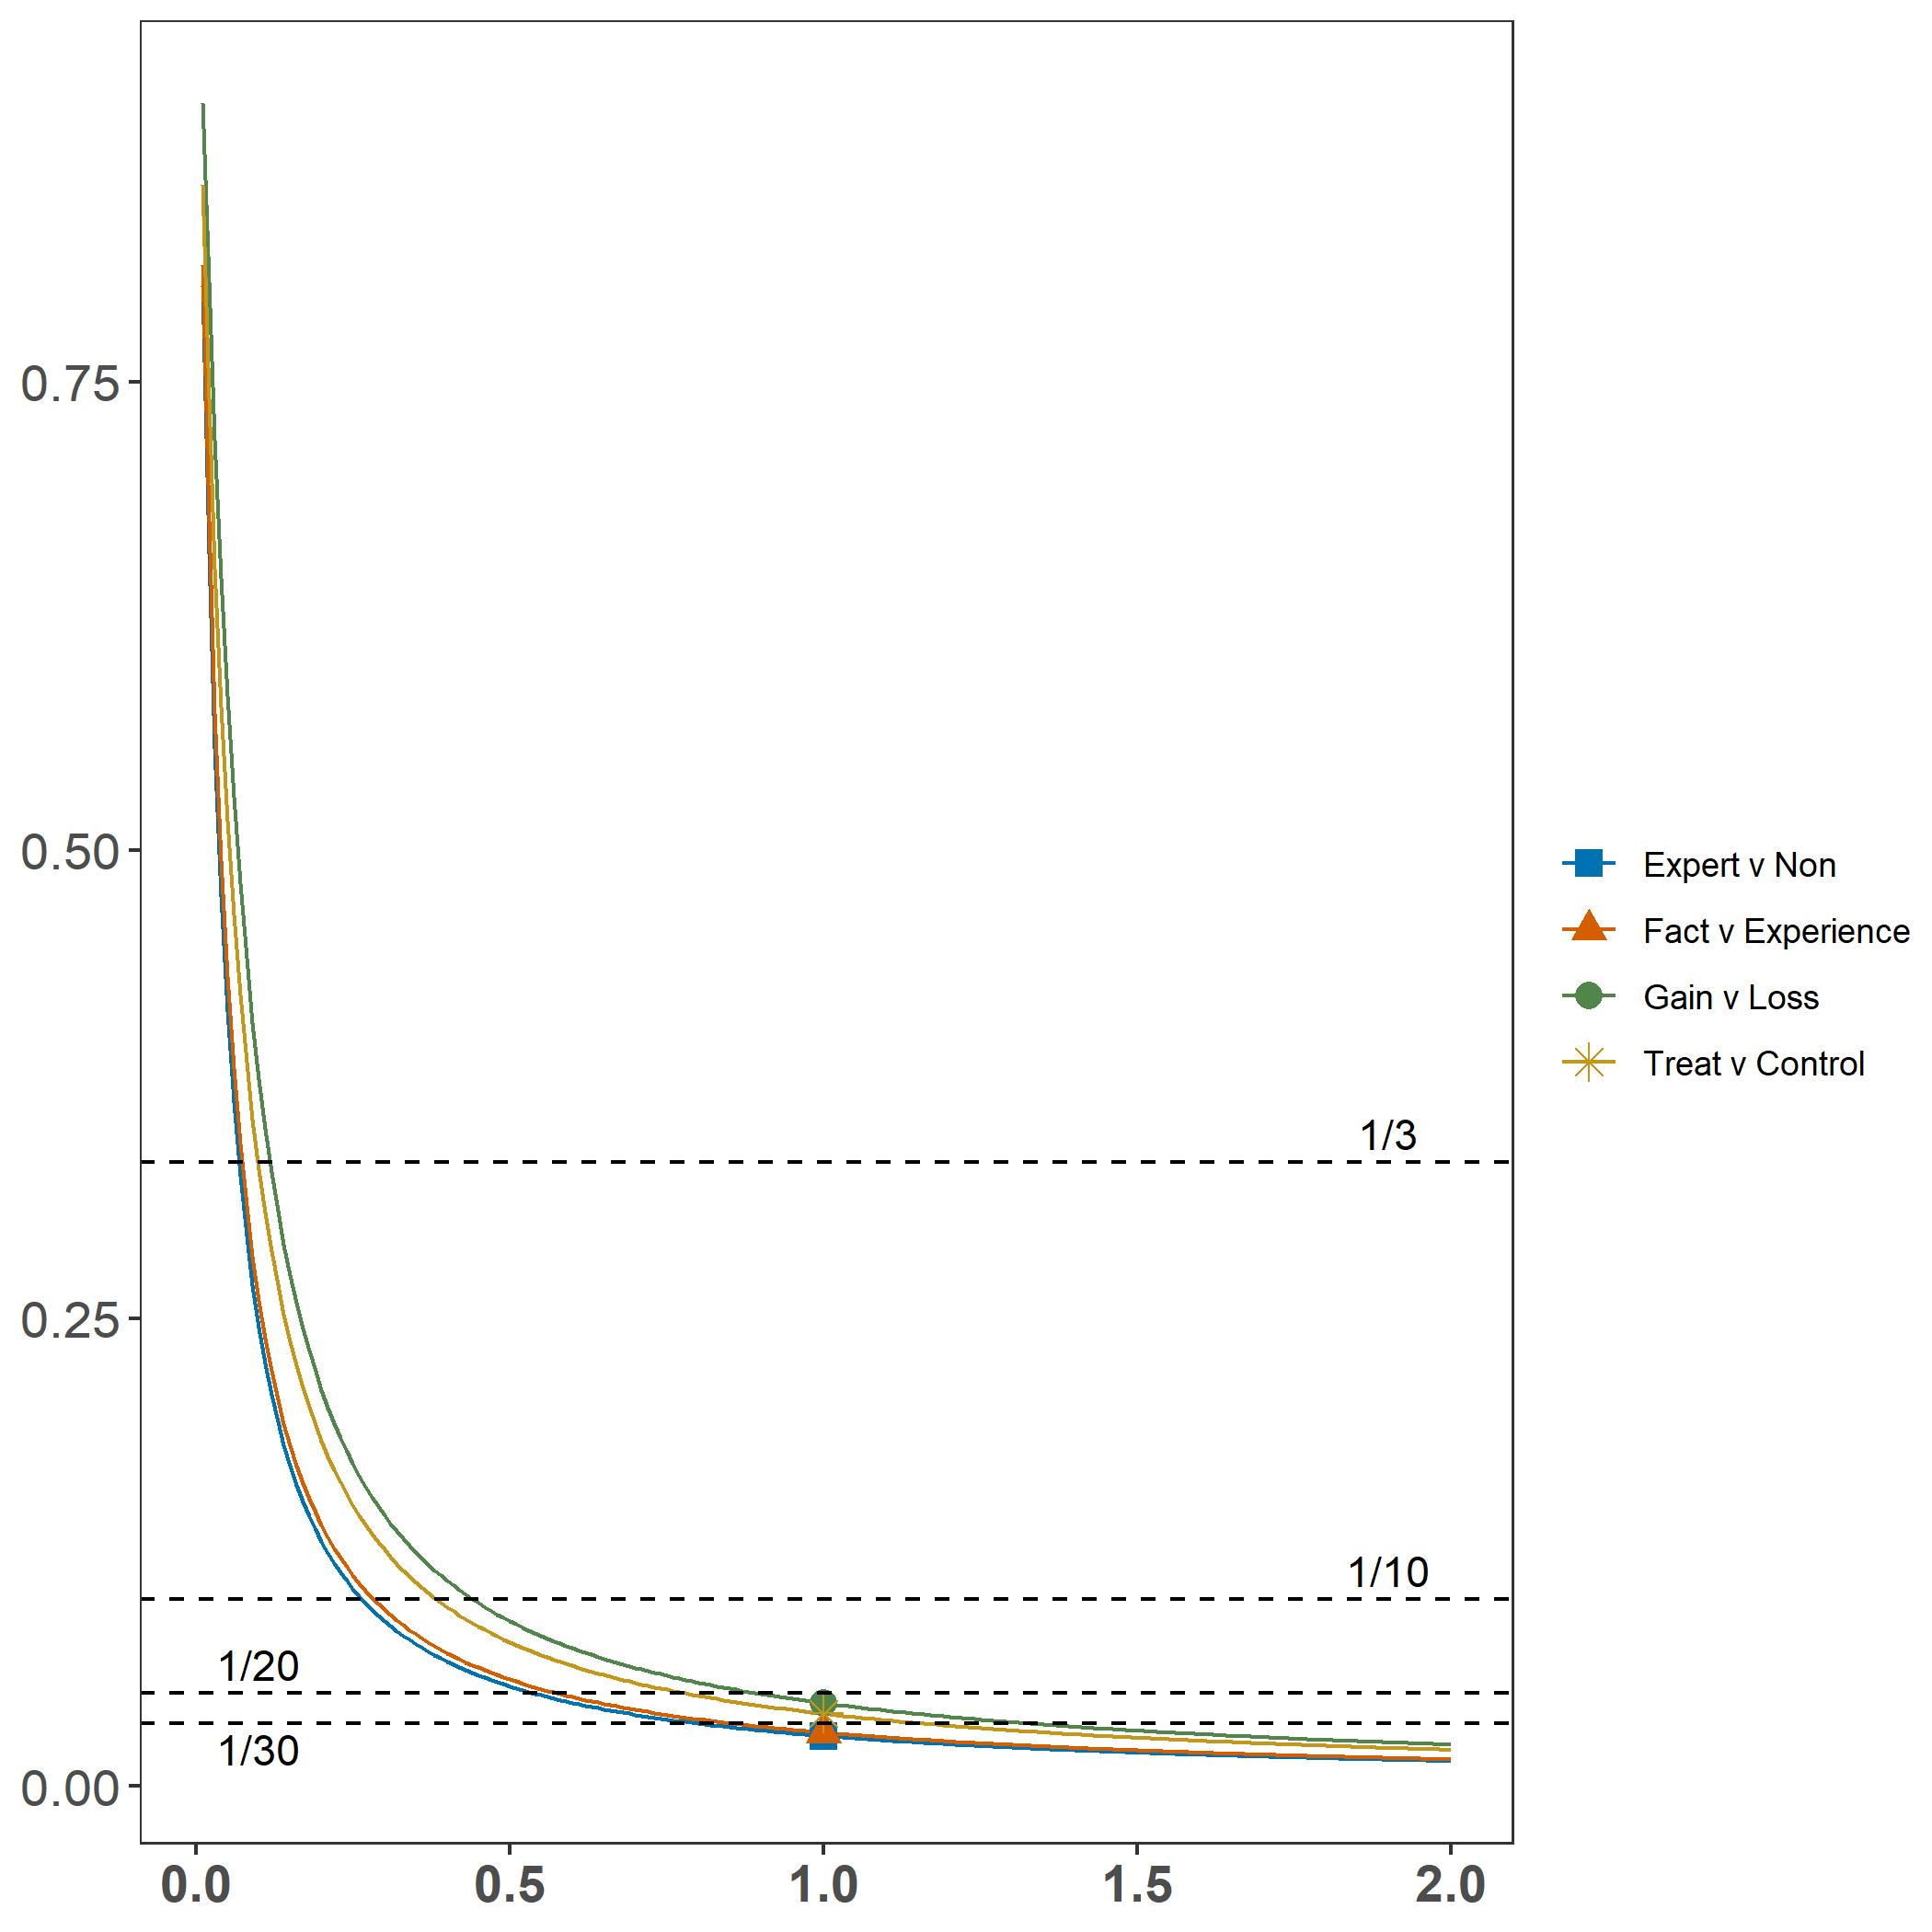 0.75
0.50
0.25
0.00
1/3
1/10
1/20
1/30
0.0 0.5 1.0 1.5 2.0
Expert v Non
Fact v Experience
Gain v Loss
Treat v Control